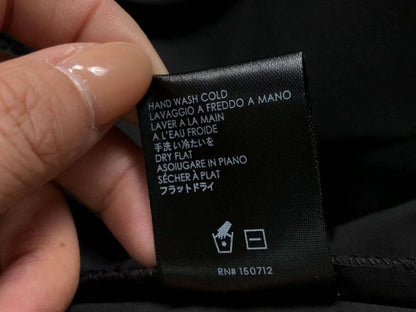 HAND WASH COLD
LAVAGGIO A FREDDO A MANO
LAVER A LA MAIN
A L'EAU FROIDE
手洗い冷たいを
DRY FLAT
ASOIUGARE IN PIANO
SÉCHER À PLAT
フラットドライ
RN# 150712